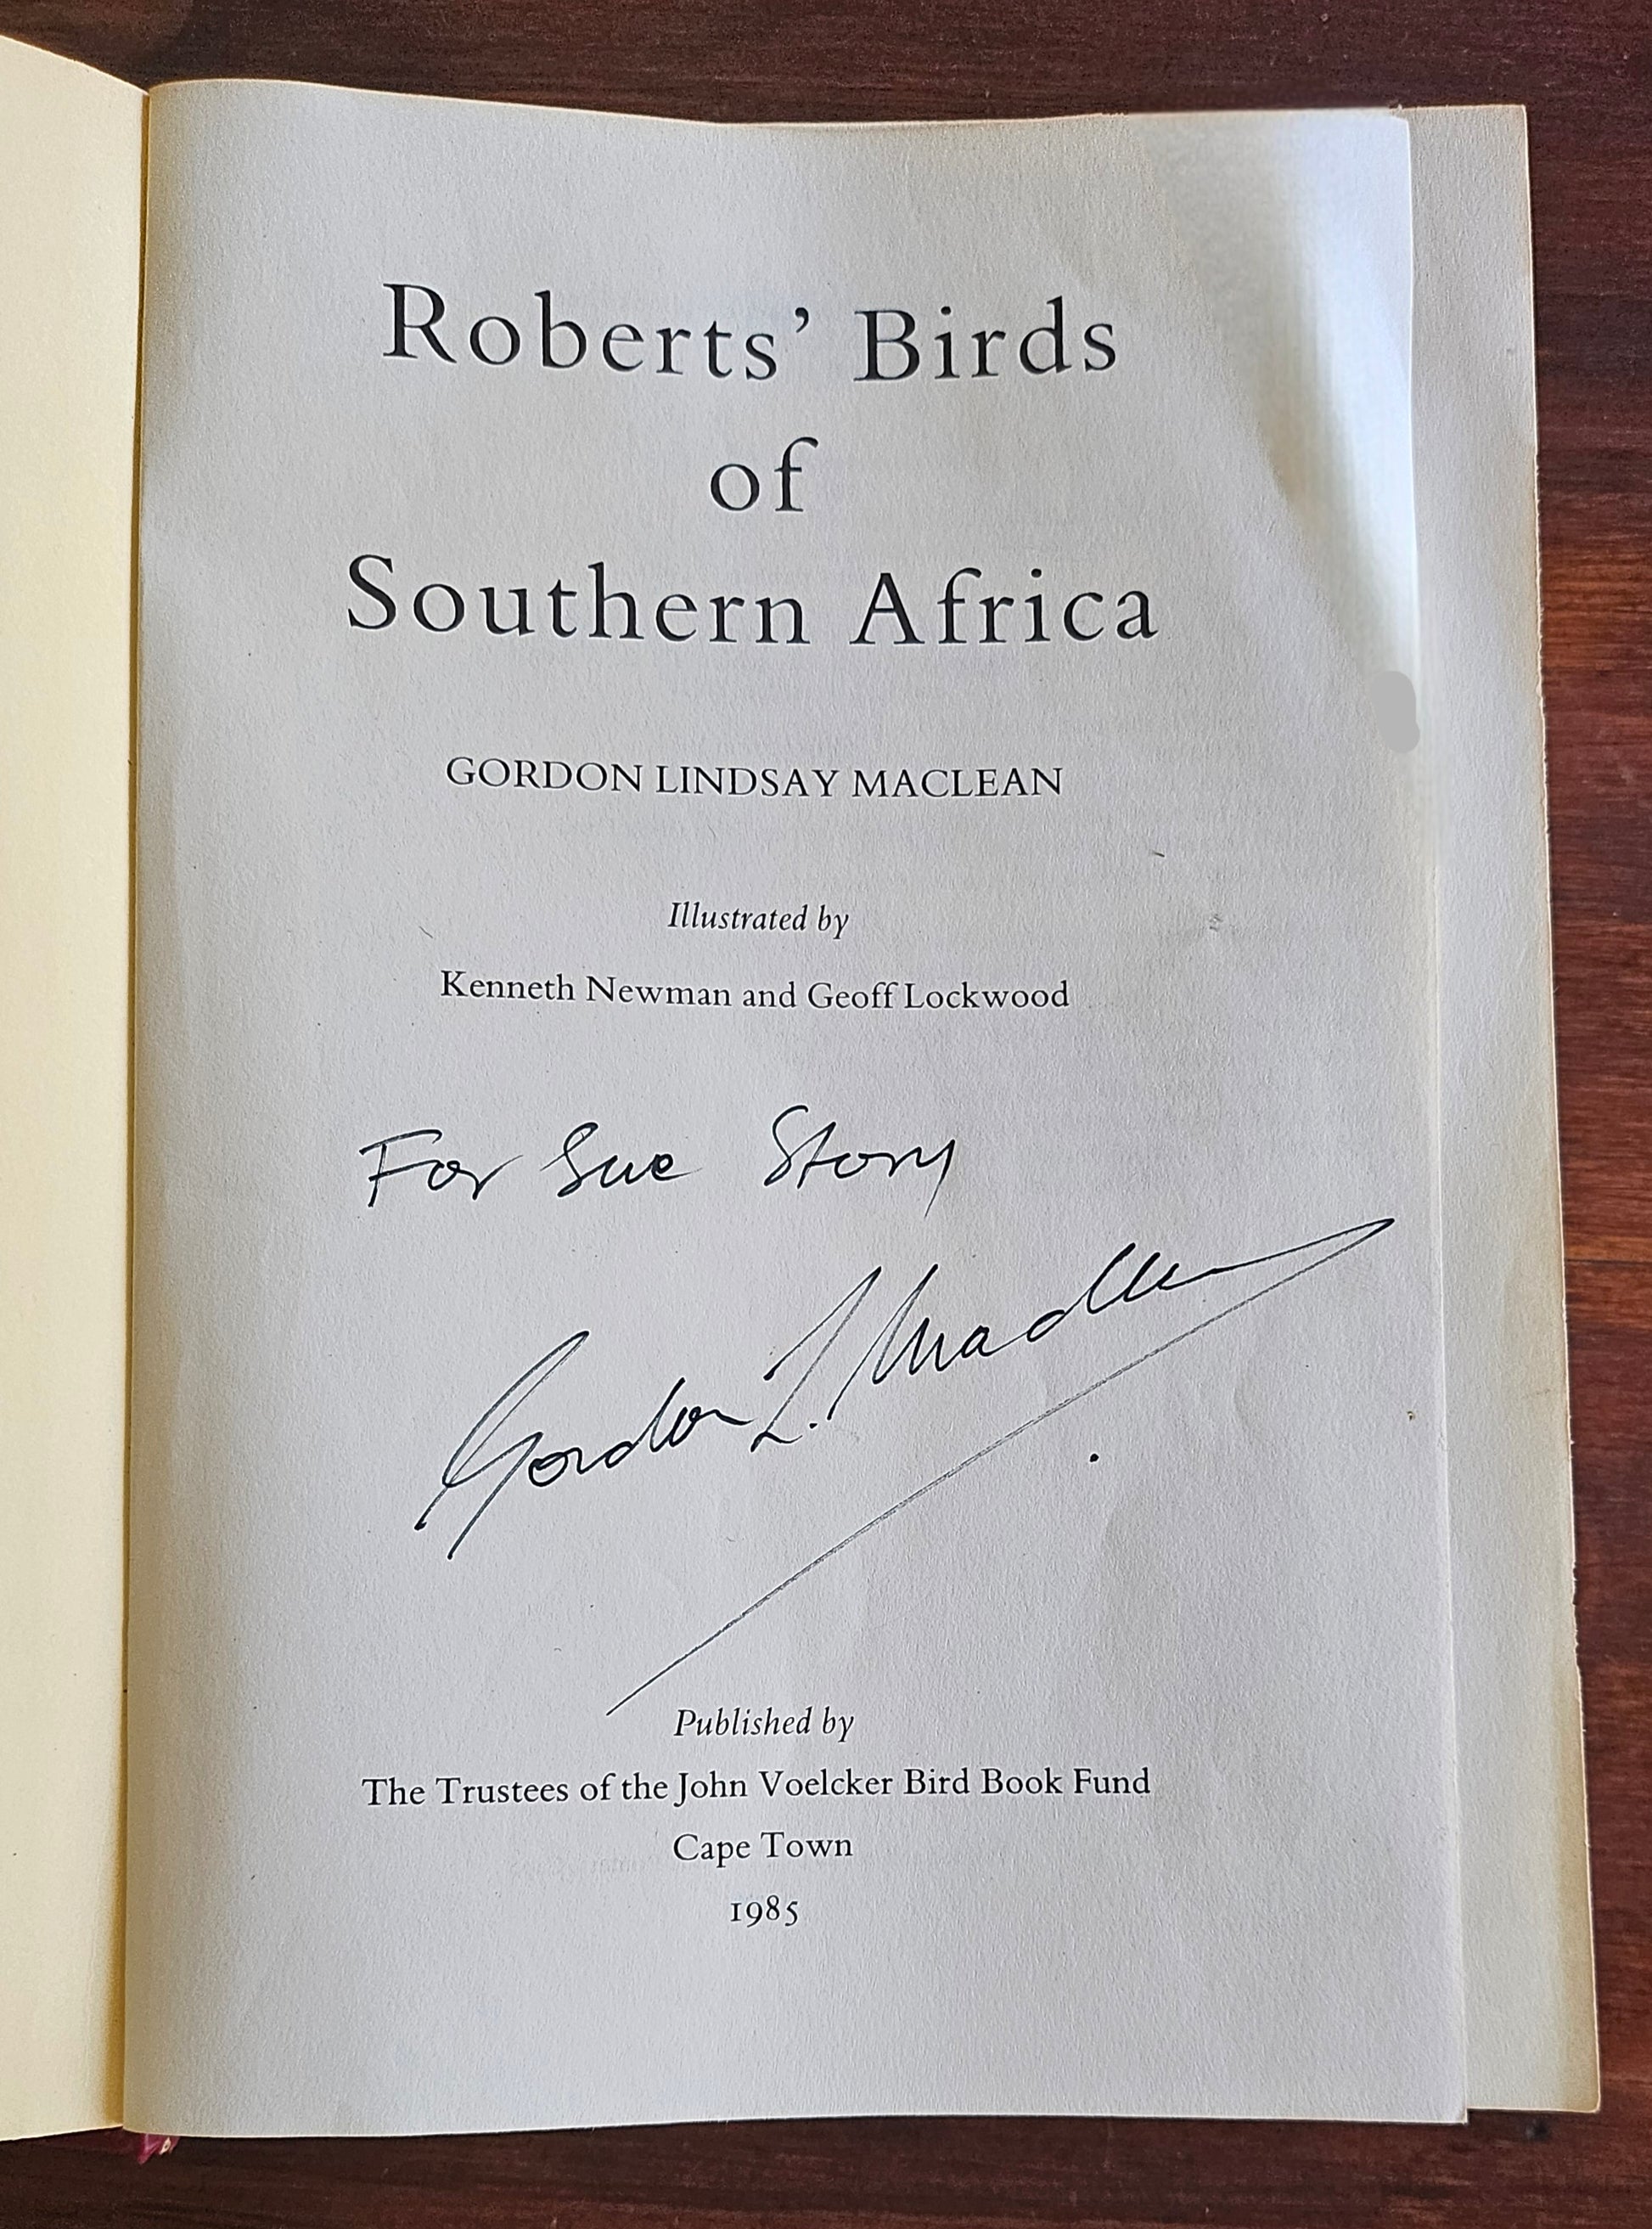 Roberts’ Birds
of
Southern Africa
GORDON LINDSAY MACLEAN
Illustrated by
Kenneth Newman and Geoff Lockwood
For Sue Story
Gordon L. Maclean
Published by
The Trustees of the John Voelcker Bird Book Fund
Cape Town
1985